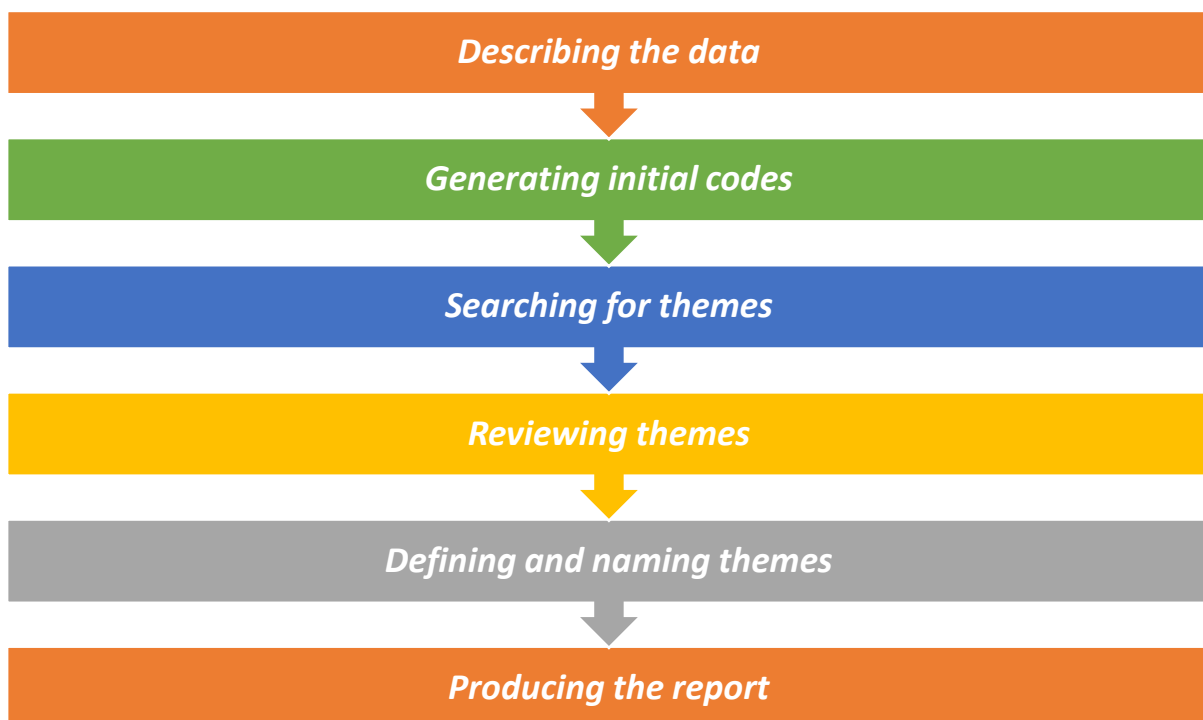 Describing the data
Generating initial codes
Searching for themes
Reviewing themes
Defining and naming themes
Producing the report